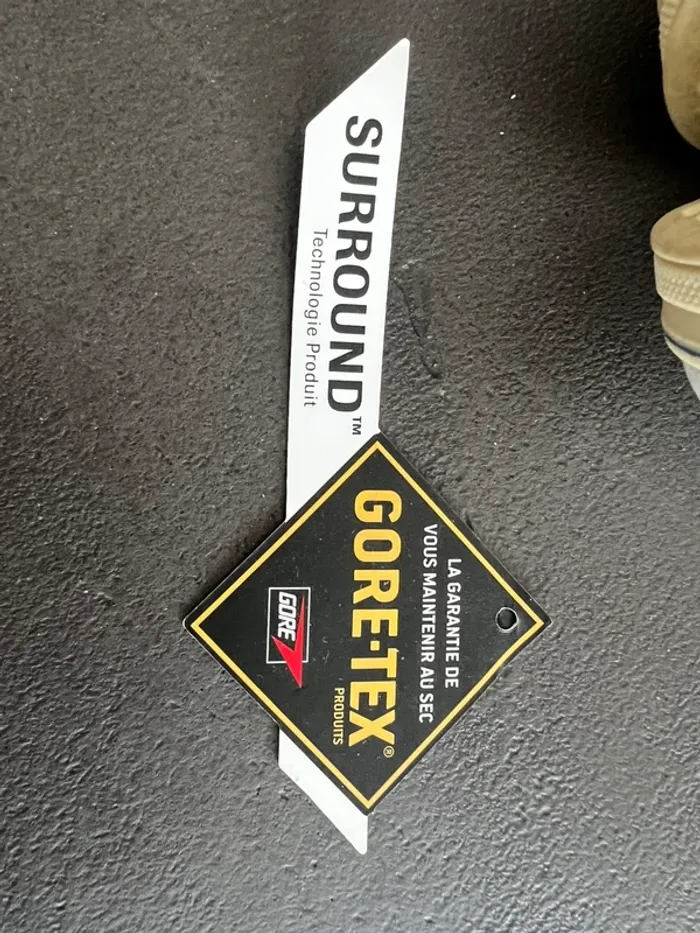 SURROUND™
Technologie Produit
LA GARANTIE DE
VOUS MAINTENIR AU SEC
GORE-TEX®
PRODUITS
GORE